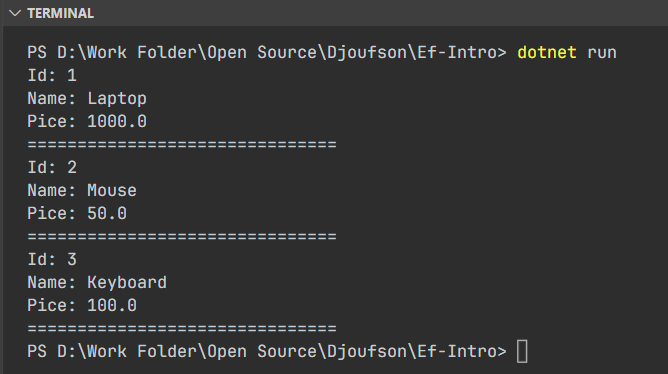 TERMINAL
PS D:\Work Folder\Open Source\Djoufson\Ef-Intro> dotnet run
Id: 1
Name: Laptop
Pice: 1000.0
===============================
Id: 2
Name: Mouse
Pice: 50.0
===============================
Id: 3
Name: Keyboard
Pice: 100.0
===============================
PS D:\Work Folder\Open Source\Djoufson\Ef-Intro>